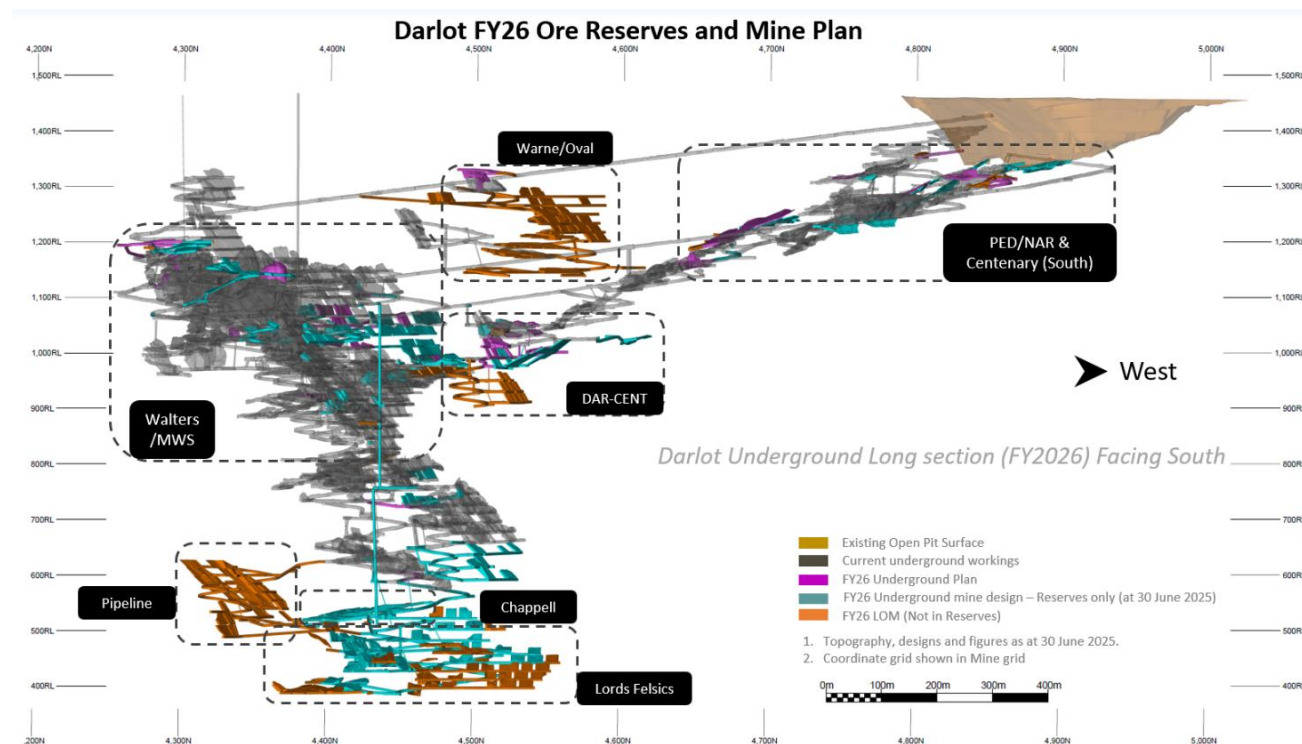 Darlot FY26 Ore Reserves and Mine Plan
4,200N 4,300N 4,400N 4,500N 4,600N 4,700N 4,800N 4,900N 5,000N
1,500RL 1,500RL
1,400RL 1,400RL
Warne/Oval
1,300RL 1,300RL
1,200RL 1,200RL
PED/NAR &
Centenary (South)
1,100RL 1,100RL
1,000RL 1,000RL
West
DAR-CENT
900RL 900RL
Walters
/MWS
800RL 800RL
Darlot Underground Long section (FY2026) Facing South
700RL 700RL
Existing Open Pit Surface
Current underground workings
600RL 600RL
FY26 Underground Plan
Pipeline
Chappell
FY26 Underground mine design – Reserves only (at 30 June 2025)
FY26 LOM (Not in Reserves)
500RL 500RL
1. Topography, designs and figures as at 30 June 2025.
2. Coordinate grid shown in Mine grid
Lords Felsics
0m 100m 200m 300m 400m
400RL 400RL
.200N 4,300N 4,400N 4,500N 4,600N 4,700N 4,800N 4,900N 5,000N